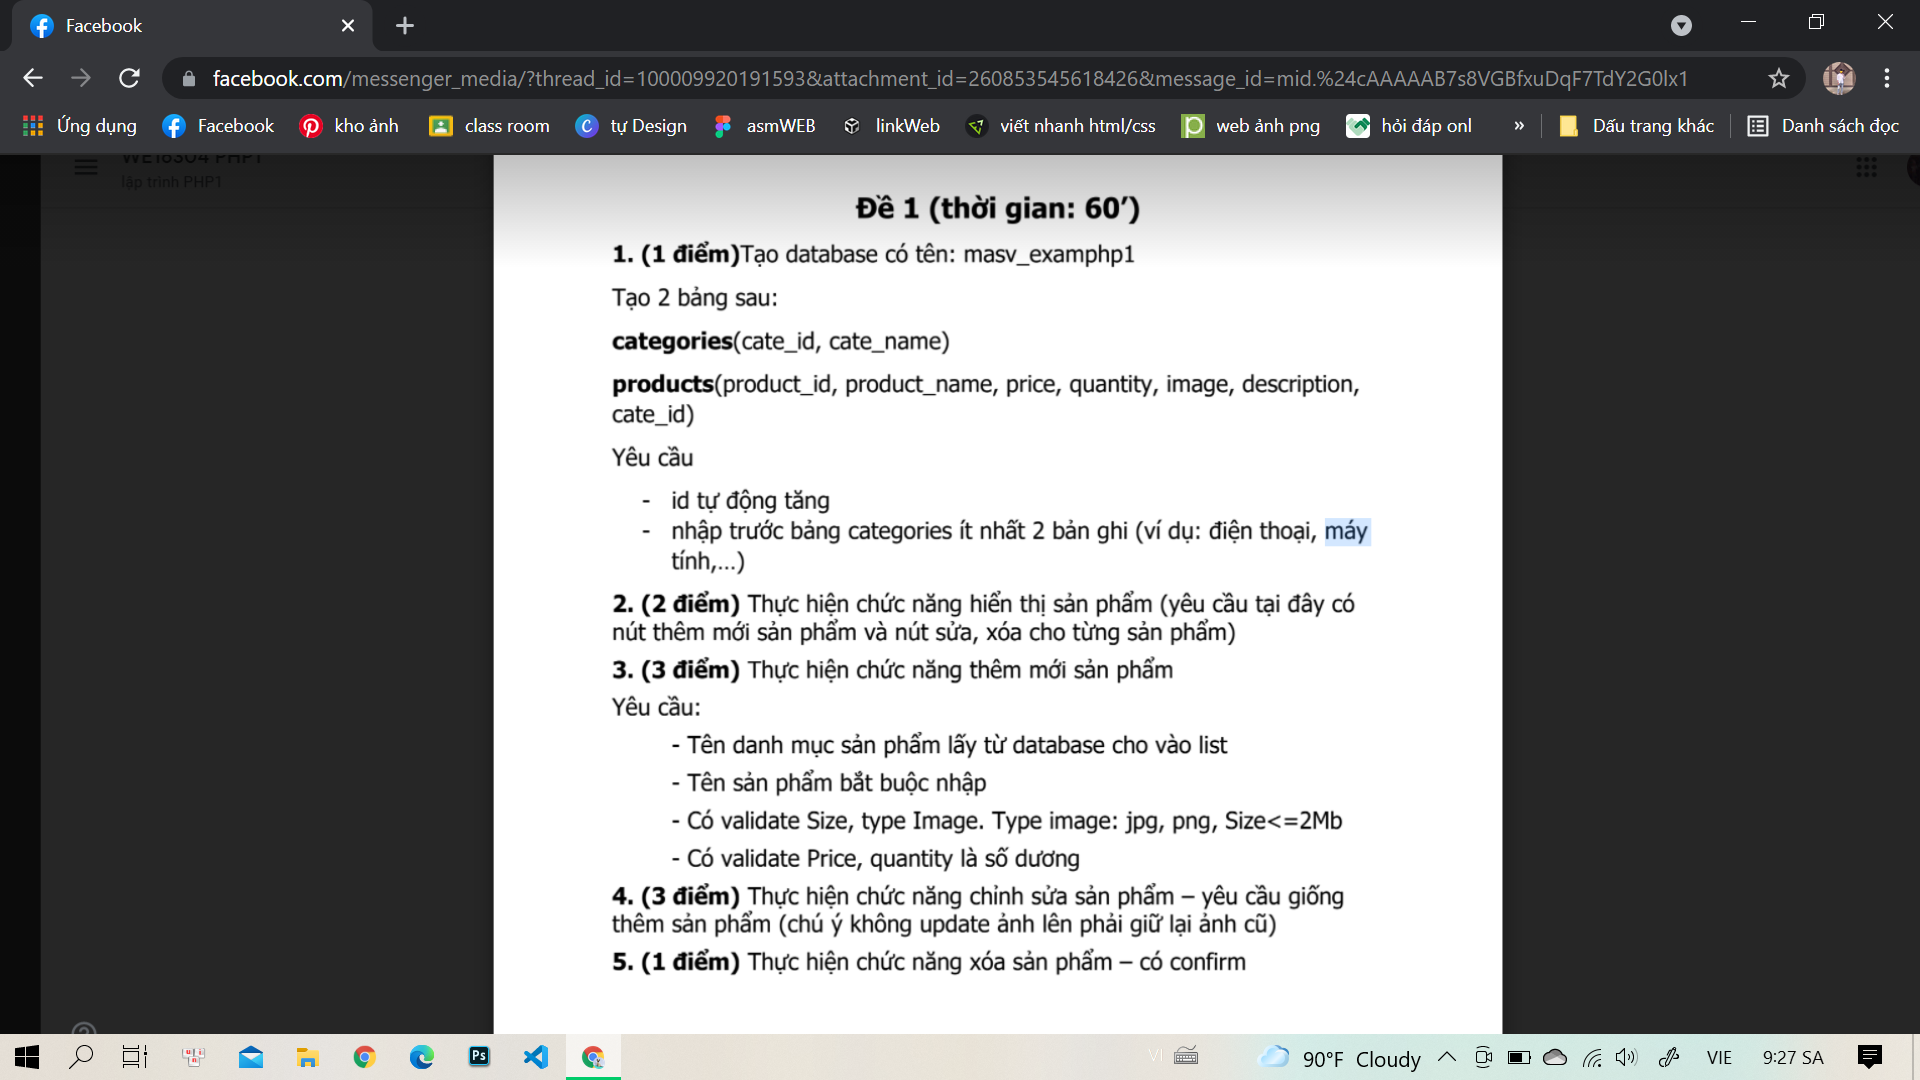 Facebook
facebook.com/messenger_media/?thread_id=100009920191593&attachment_id=260853545618426&message_id=mid.%24cAAAAAB7s8VGBfxuDqF7TdY2G0lx1
Ứng dụng Facebook kho ảnh class room tự Design asmWEB linkWeb viết nhanh html/css web ảnh png hỏi đáp onl » Dấu trang khác Danh sách đọc
WE16304 PHP1
lập trình PHP1
Đề 1 (thời gian: 60’)
1. (1 điểm)Tạo database có tên: masv_examphp1
Tạo 2 bảng sau:
categories(cate_id, cate_name)
products(product_id, product_name, price, quantity, image, description,
cate_id)
Yêu cầu
- id tự động tăng
- nhập trước bảng categories ít nhất 2 bản ghi (ví dụ: điện thoại, máy
tính,...)
2. (2 điểm) Thực hiện chức năng hiển thị sản phẩm (yêu cầu tại đây có
nút thêm mới sản phẩm và nút sửa, xóa cho từng sản phẩm)
3. (3 điểm) Thực hiện chức năng thêm mới sản phẩm
Yêu cầu:
- Tên danh mục sản phẩm lấy từ database cho vào list
- Tên sản phẩm bắt buộc nhập
- Có validate Size, type Image. Type image: jpg, png, Size<=2Mb
- Có validate Price, quantity là số dương
4. (3 điểm) Thực hiện chức năng chỉnh sửa sản phẩm – yêu cầu giống
thêm sản phẩm (chú ý không update ảnh lên phải giữ lại ảnh cũ)
5. (1 điểm) Thực hiện chức năng xóa sản phẩm – có confirm
Ps VI 90°F Cloudy VIE 9:27 SA